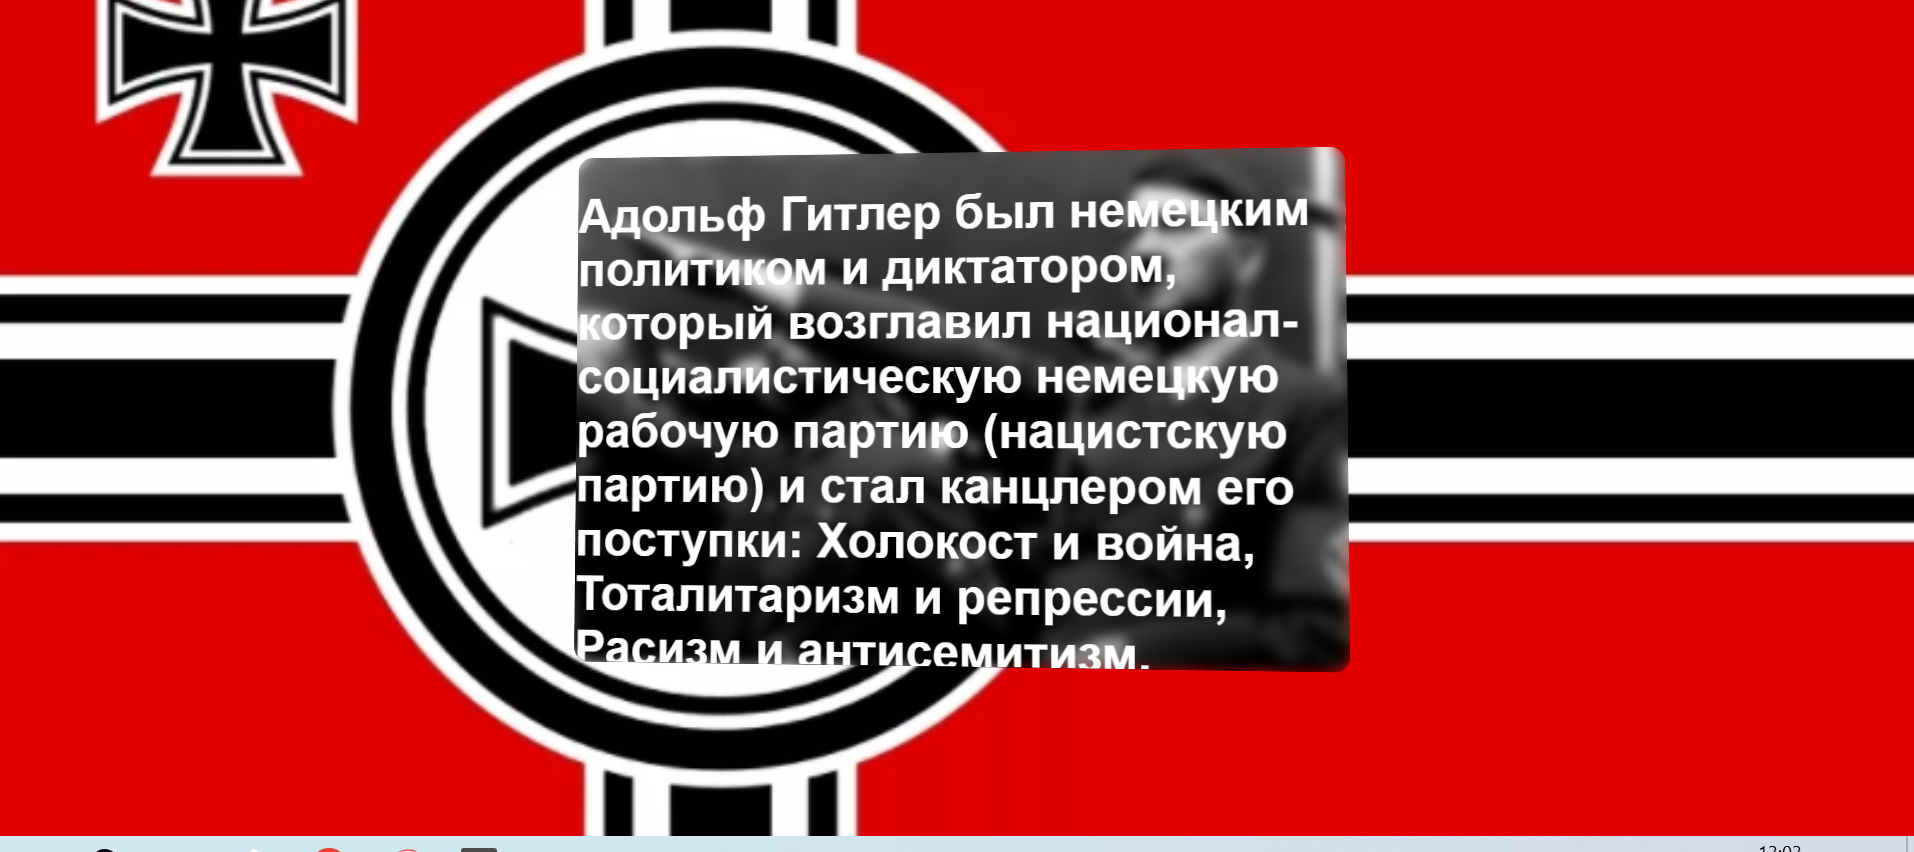 Адольф Гитлер был немецким
политиком и диктатором,
который возглавил национал-
социалистическую немецкую
рабочую партию (нацистскую
партию) и стал канцлером его
поступки: Холокост и война,
Тоталитаризм и репрессии,
Расизм и антисемитизм.